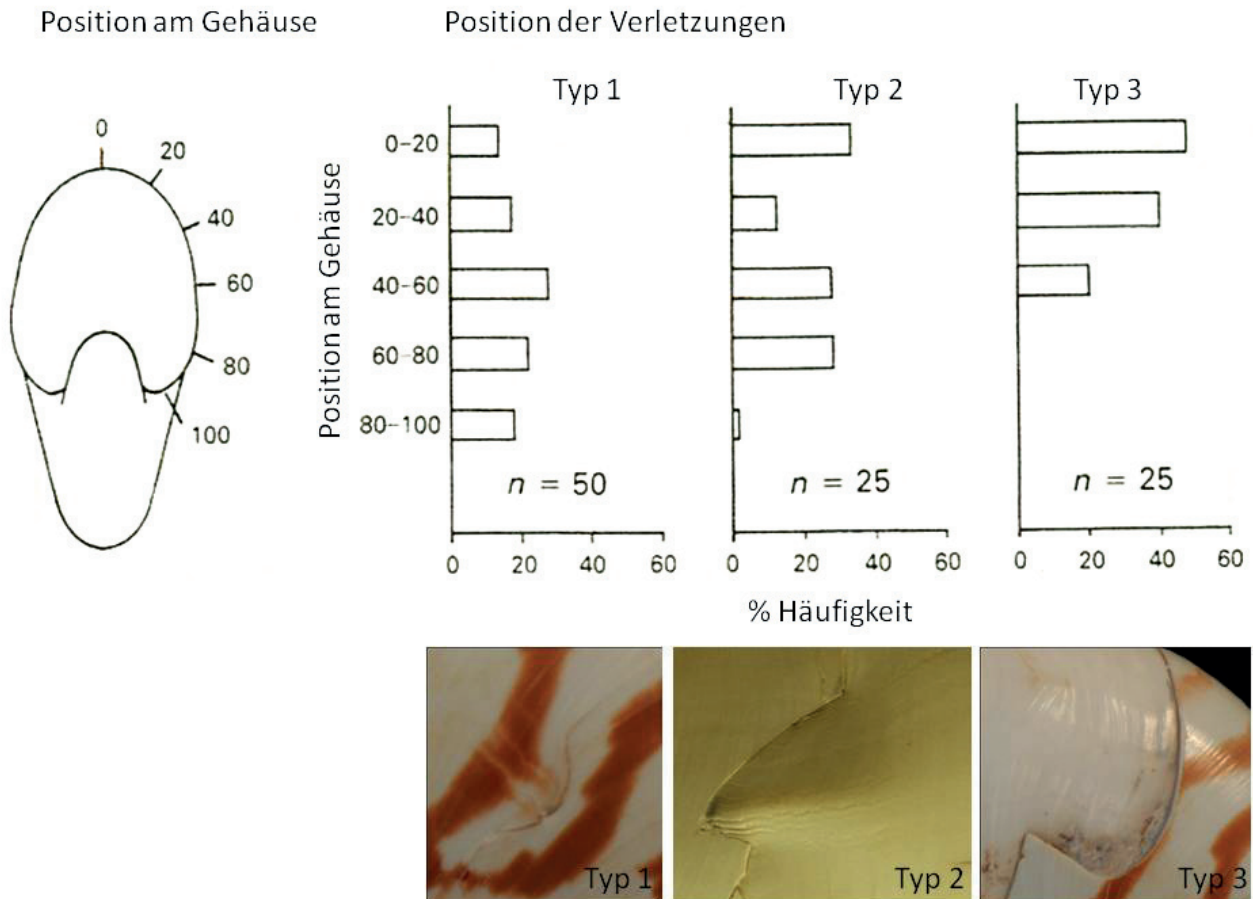 Position am Gehäuse
Position der Verletzungen
0
20
40
60
80
100
Position am Gehäuse
0–20
20–40
40–60
60–80
80–100
Typ 1
n = 50
0 20 40 60
Typ 2
n = 25
0 20 40 60
Typ 3
n = 25
0 20 40 60
% Häufigkeit
Typ 1
Typ 2
Typ 3